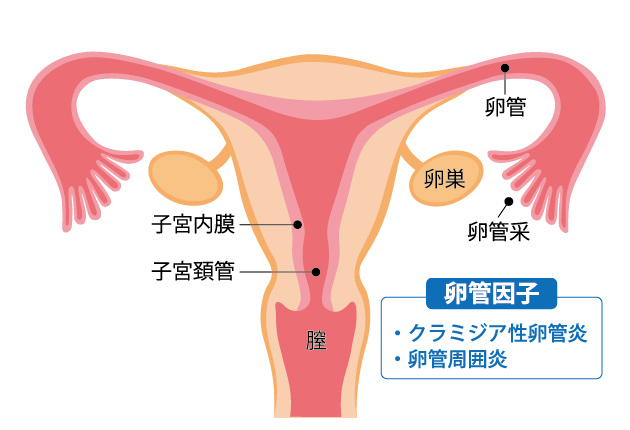 卵管
卵巣
卵管采
子宮内膜
子宮頚管
膣
卵管因子
・クラミジア性卵管炎
・卵管周囲炎